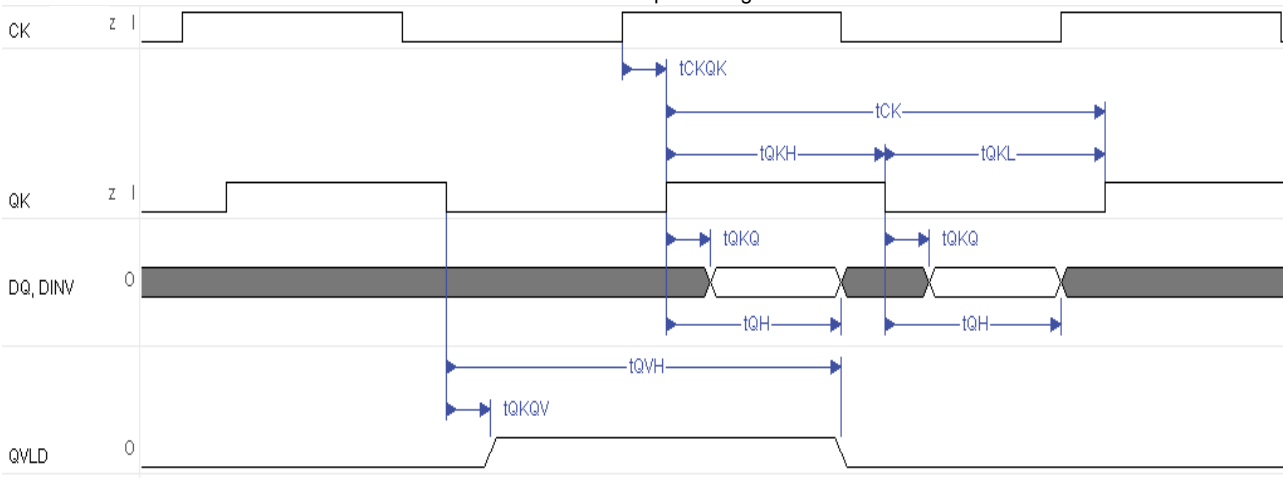 CK z I
tCKQK
tCK
tQKH tQKL
QK z I
tQKQ tQKQ
DQ, DINV 0
tQH tQH
tQVH
tQKQV
QVLD 0